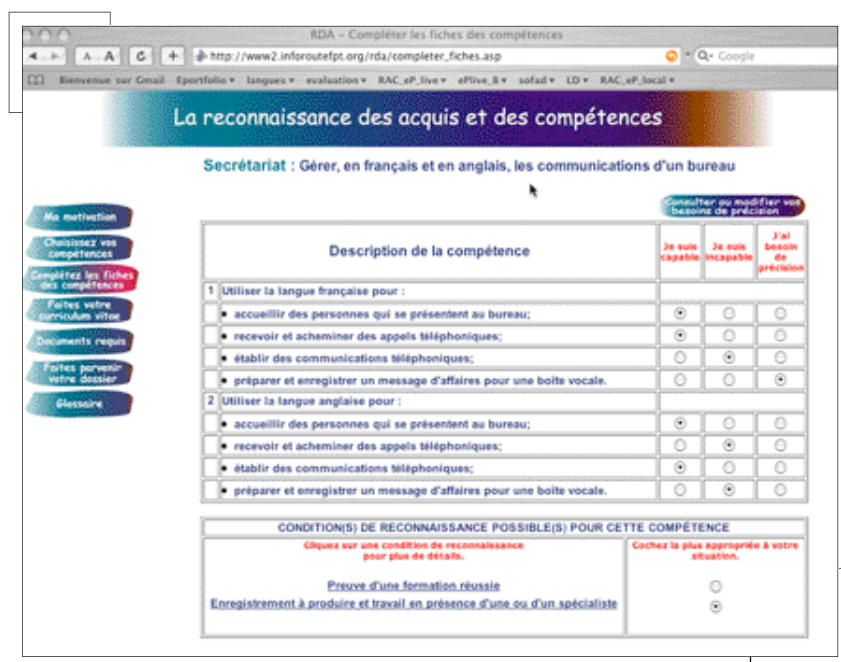 RDA – Compléter les fiches des compétences
A A C + http://www2.inforoutefpt.org/rda/completer_fiches.asp Q- Google
Bienvenue sur Gmail Eportfolio langues evaluation RAC_eP_live ePlive_B sofad LD RAC_eP_local
La reconnaissance des acquis et des compétences
Secrétariat : Gérer, en français et en anglais, les communications d'un bureau
Consulter ou modifier vos
besoins de précision
Ma motivation
Choisissez vos
compétences
Complétez les fiches
des compétences
Faites votre
curriculum vitae
Documents requis
Faites parvenir
votre dossier
Glossaire
Description de la compétence
Je suis
capable
Je suis
incapable
J'ai
besoin
de
précision
1 Utiliser la langue française pour :
• accueillir des personnes qui se présentent au bureau;
• recevoir et acheminer des appels téléphoniques;
• établir des communications téléphoniques;
• préparer et enregistrer un message d'affaires pour une boîte vocale.
2 Utiliser la langue anglaise pour :
• accueillir des personnes qui se présentent au bureau;
• recevoir et acheminer des appels téléphoniques;
• établir des communications téléphoniques;
• préparer et enregistrer un message d'affaires pour une boîte vocale.
CONDITION(S) DE RECONNAISSANCE POSSIBLE(S) POUR CETTE COMPÉTENCE
Cliquez sur une condition de reconnaissance
pour plus de détails.
Cochez la plus appropriée à votre
situation.
Preuve d'une formation réussie
Enregistrement à produire et travail en présence d'une ou d'un spécialiste